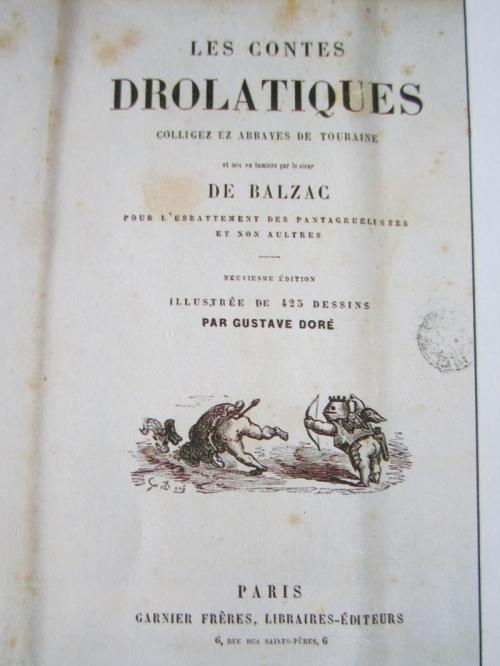 LES CONTES
DROLATIQUES
COLLIGEZ EZ ABBAYES DE TOURAINE
et mis en lumiere par le sieur
DE BALZAC
POUR L'ESBATTEMENT DES PANTAGRUELISTES
ET NON AULTRES
NEUVIESME ÉDITION
ILLUSTRÉE DE 425 DESSINS
PAR GUSTAVE DORÉ
PARIS
GARNIER FRÈRES, LIBRAIRES-ÉDITEURS
6, RUE DES SAINTS-PÈRES, 6